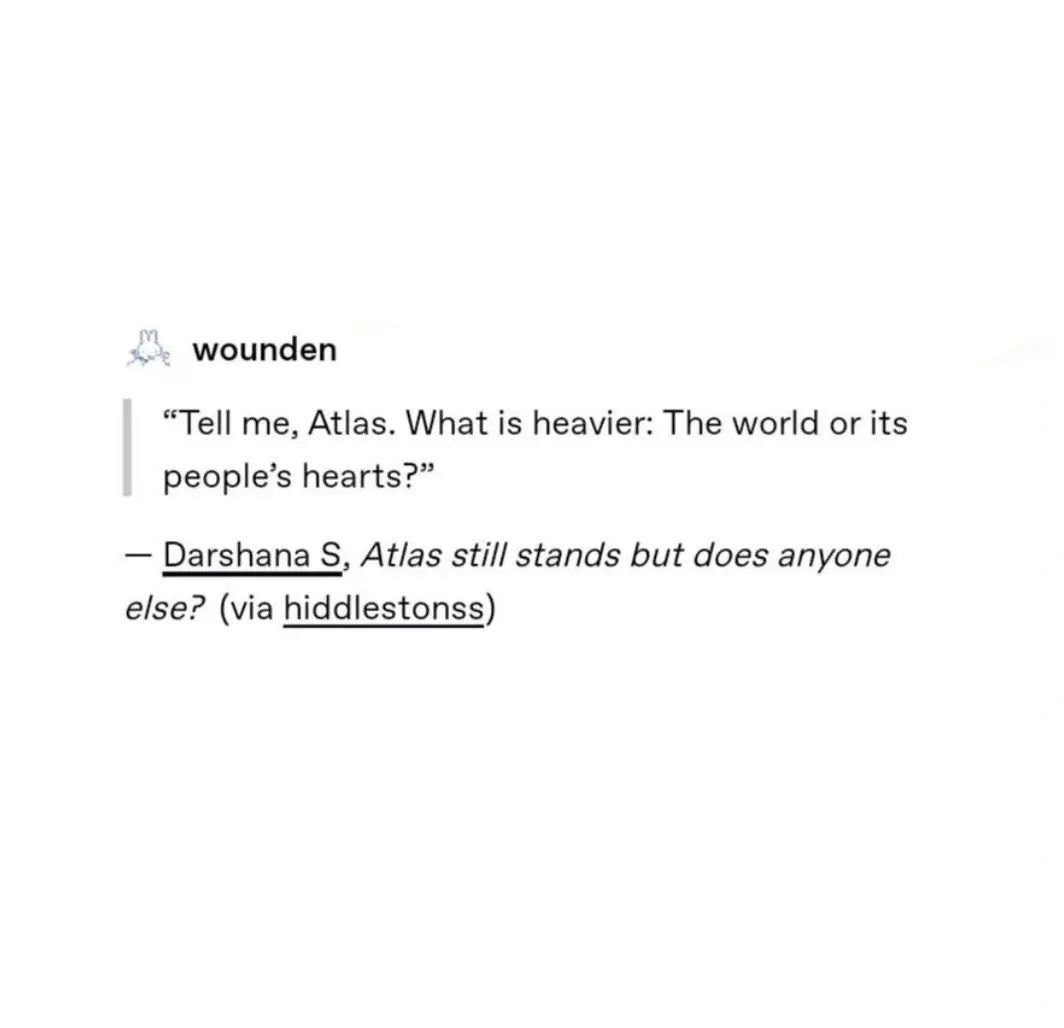 wounden
“Tell me, Atlas. What is heavier: The world or its
people’s hearts?”
— Darshana S, Atlas still stands but does anyone
else? (via hiddlestonss)